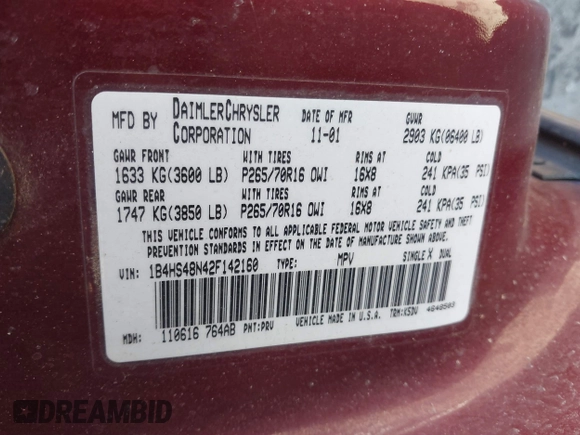 MFD BY DAIMLERCHRYSLER CORPORATION DATE OF MFR 11-01 GVWR 2903 KG(06400 LB)
GAWR FRONT WITH TIRES RIMS AT COLD
1633 KG(3600 LB) P265/70R16 OWI 16X8 241 KPA(35 PSI)
GAWR REAR WITH TIRES RIMS AT COLD
1747 KG(3850 LB) P265/70R16 OWI 16X8 241 KPA(35 PSI)
THIS VEHICLE CONFORMS TO ALL APPLICABLE FEDERAL MOTOR VEHICLE SAFETY AND THEFT
PREVENTION STANDARDS IN EFFECT ON THE DATE OF MANUFACTURE SHOWN ABOVE.
VIN: 1B4HS48N42F142160 TYPE: MPV SINGLE X DUAL
MDH: 110616 764AB PNT: PRV VEHICLE MADE IN U.S.A. TRM: K5DV
DREAMBID